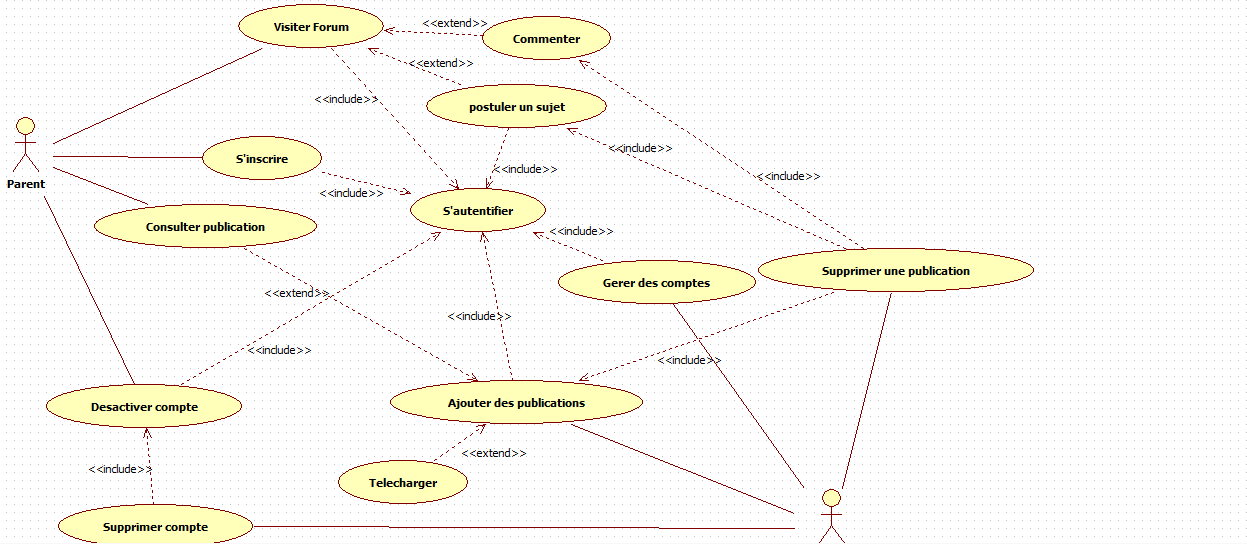 Visiter Forum
<<extend>>
Commenter
<<extend>>
<<include>>
postuler un sujet
Parent
S'inscrire
<<include>>
<<include>>
<<include>>
<<include>>
S'autentifier
Consulter publication
<<include>>
Supprimer une publication
Gerer des comptes
<<extend>>
<<include>>
<<include>>
<<include>>
Desactiver compte
Ajouter des publications
<<include>>
<<extend>>
Telecharger
Supprimer compte